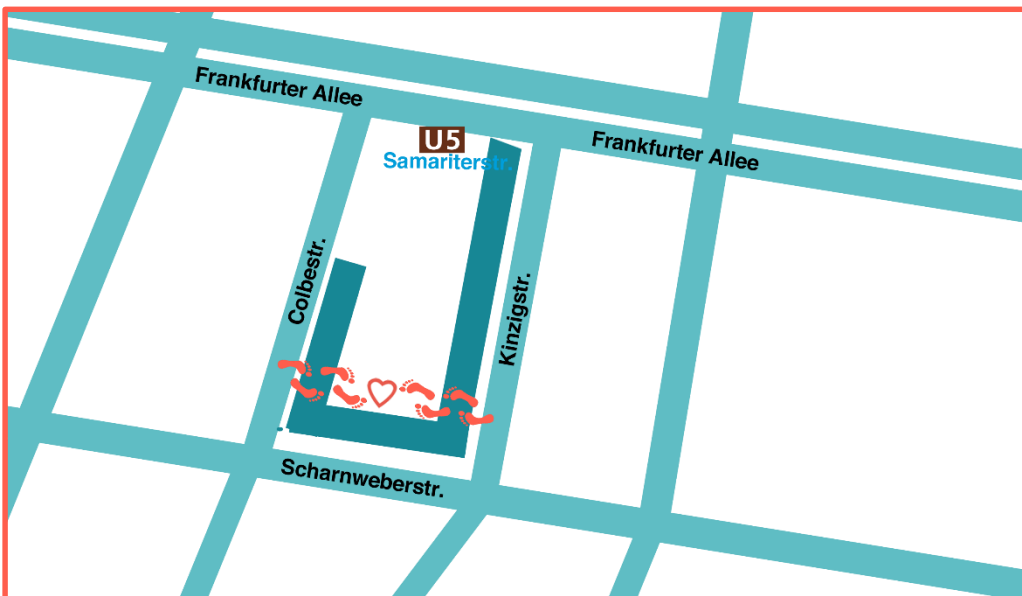 Frankfurter Allee
U5
Samariterstr.
Frankfurter Allee
Colbestr.
Kinzigstr.
Scharnweberstr.